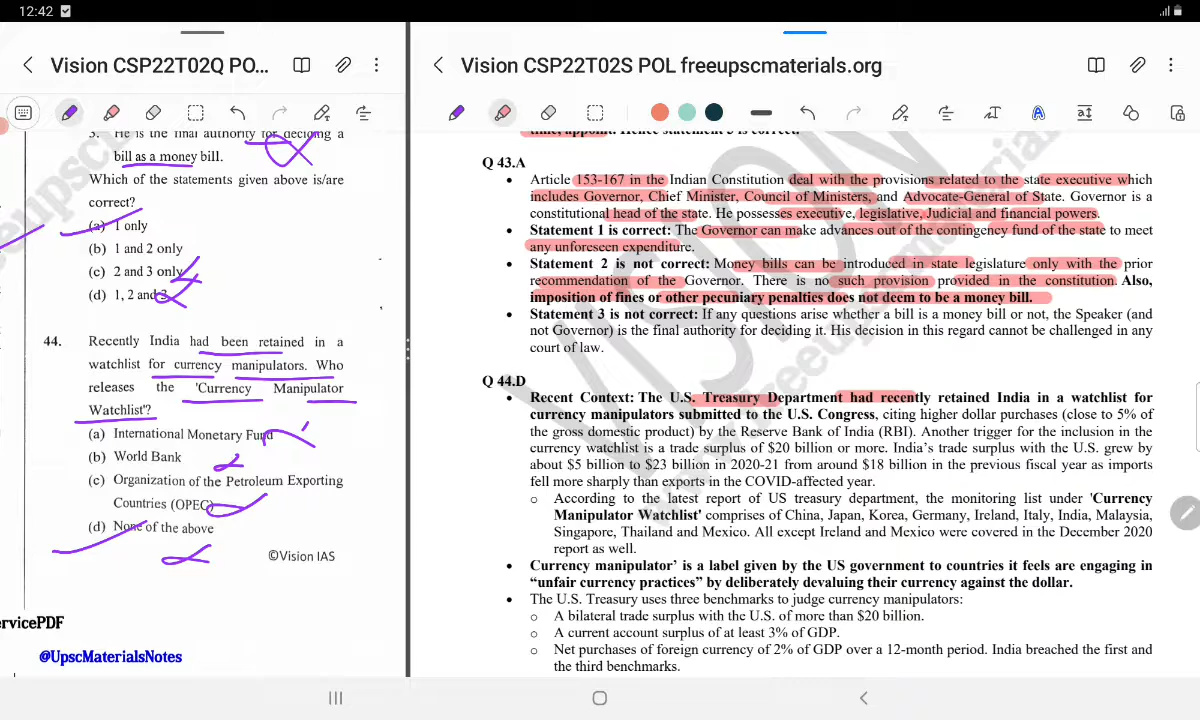 12:42
Vision CSP22T02Q PO...
3. He is the final authority for deciding a
bill as a money bill.
Which of the statements given above is/are
correct?
(a) 1 only
(b) 1 and 2 only
(c) 2 and 3 only
(d) 1, 2 and 3
44. Recently India had been retained in a
watchlist for currency manipulators. Who
releases the 'Currency Manipulator
Watchlist'?
(a) International Monetary Fund
(b) World Bank
(c) Organization of the Petroleum Exporting
Countries (OPEC)
(d) None of the above
©Vision IAS
ervicePDF
@UpscMaterialsNotes
Vision CSP22T02S POL freeupscmaterials.org
Hence statement 3 is correct.
Q 43.A
• Article 153-167 in the Indian Constitution deal with the provisions related to the state executive which
includes Governor, Chief Minister, Council of Ministers, and Advocate-General of State. Governor is a
constitutional head of the state. He possesses executive, legislative, Judicial and financial powers.
• Statement 1 is correct: The Governor can make advances out of the contingency fund of the state to meet
any unforeseen expenditure.
• Statement 2 is not correct: Money bills can be introduced in state legislature only with the prior
recommendation of the Governor. There is no such provision provided in the constitution. Also,
imposition of fines or other pecuniary penalties does not deem to be a money bill.
• Statement 3 is not correct: If any questions arise whether a bill is a money bill or not, the Speaker (and
not Governor) is the final authority for deciding it. His decision in this regard cannot be challenged in any
court of law.
Q 44.D
• Recent Context: The U.S. Treasury Department had recently retained India in a watchlist for
currency manipulators submitted to the U.S. Congress, citing higher dollar purchases (close to 5% of
the gross domestic product) by the Reserve Bank of India (RBI). Another trigger for the inclusion in the
currency watchlist is a trade surplus of $20 billion or more. India's trade surplus with the U.S. grew by
about $5 billion to $23 billion in 2020-21 from around $18 billion in the previous fiscal year as imports
fell more sharply than exports in the COVID-affected year.
o According to the latest report of US treasury department, the monitoring list under 'Currency
Manipulator Watchlist' comprises of China, Japan, Korea, Germany, Ireland, Italy, India, Malaysia,
Singapore, Thailand and Mexico. All except Ireland and Mexico were covered in the December 2020
report as well.
• Currency manipulator' is a label given by the US government to countries it feels are engaging in
"unfair currency practices" by deliberately devaluing their currency against the dollar.
• The U.S. Treasury uses three benchmarks to judge currency manipulators:
o A bilateral trade surplus with the U.S. of more than $20 billion.
o A current account surplus of at least 3% of GDP.
o Net purchases of foreign currency of 2% of GDP over a 12-month period. India breached the first and
the third benchmarks.